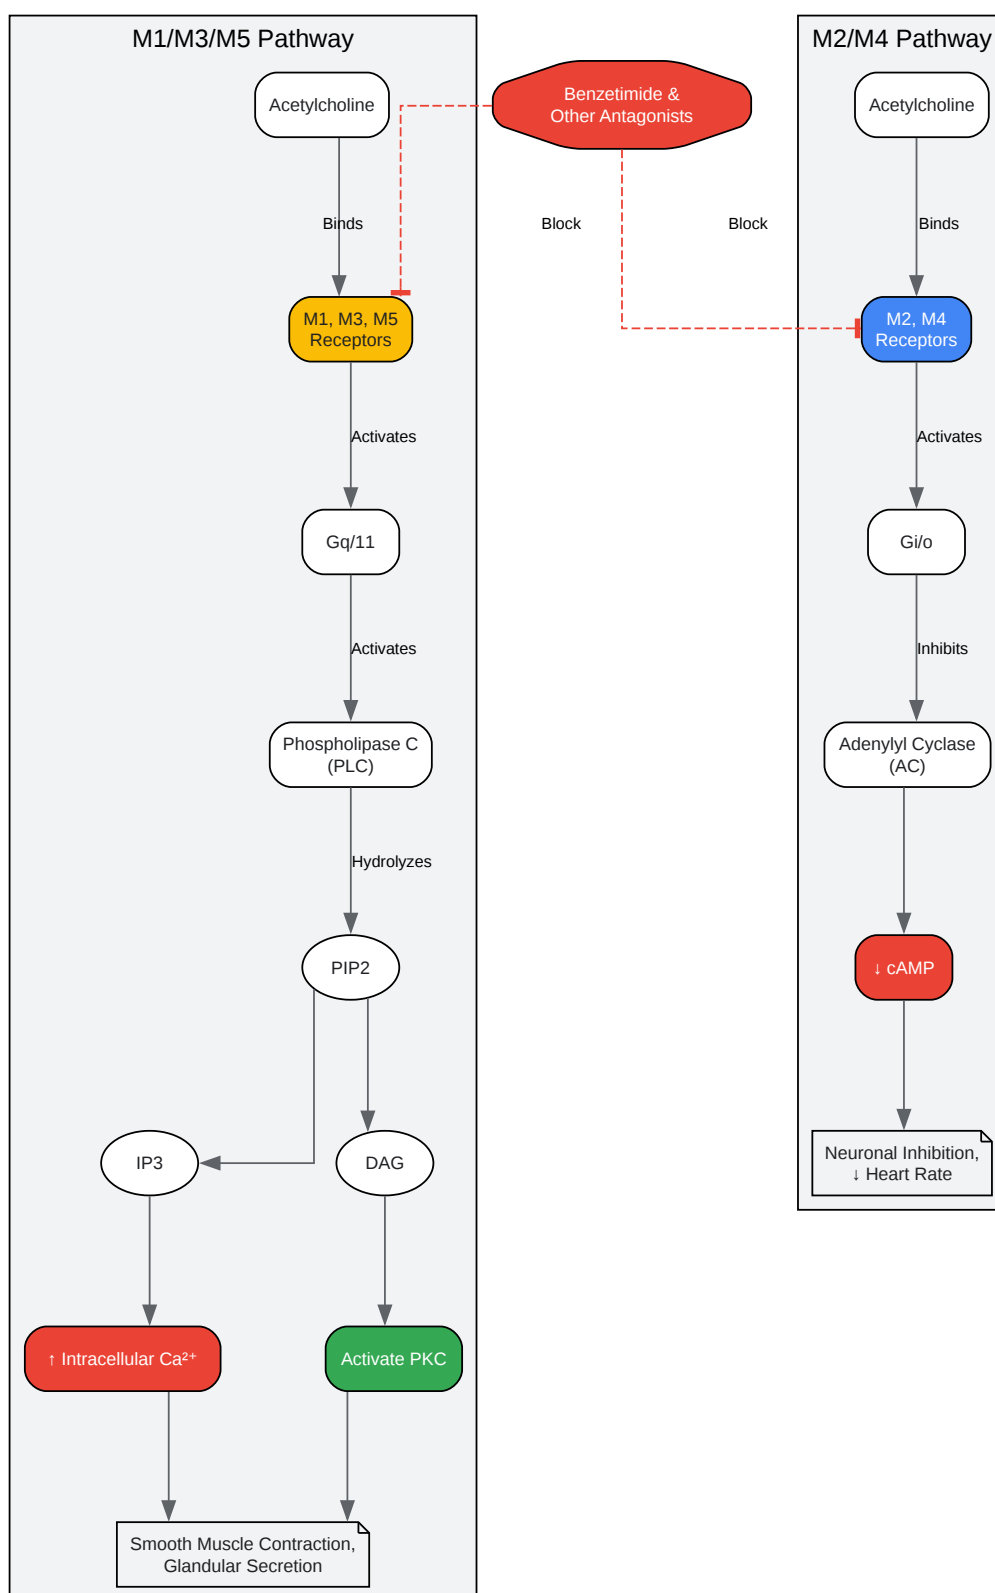 M1/M3/M5 Pathway
Acetylcholine
Binds
M1, M3, M5
Receptors
Activates
Gq/11
Activates
Phospholipase C
(PLC)
Hydrolyzes
PIP2
IP3
DAG
↑ Intracellular Ca²⁺
Activate PKC
Smooth Muscle Contraction,
Glandular Secretion
Benzetimide &
Other Antagonists
Block
Block
M2/M4 Pathway
Acetylcholine
Binds
M2, M4
Receptors
Activates
Gi/o
Inhibits
Adenylyl Cyclase
(AC)
↓ cAMP
Neuronal Inhibition,
↓ Heart Rate